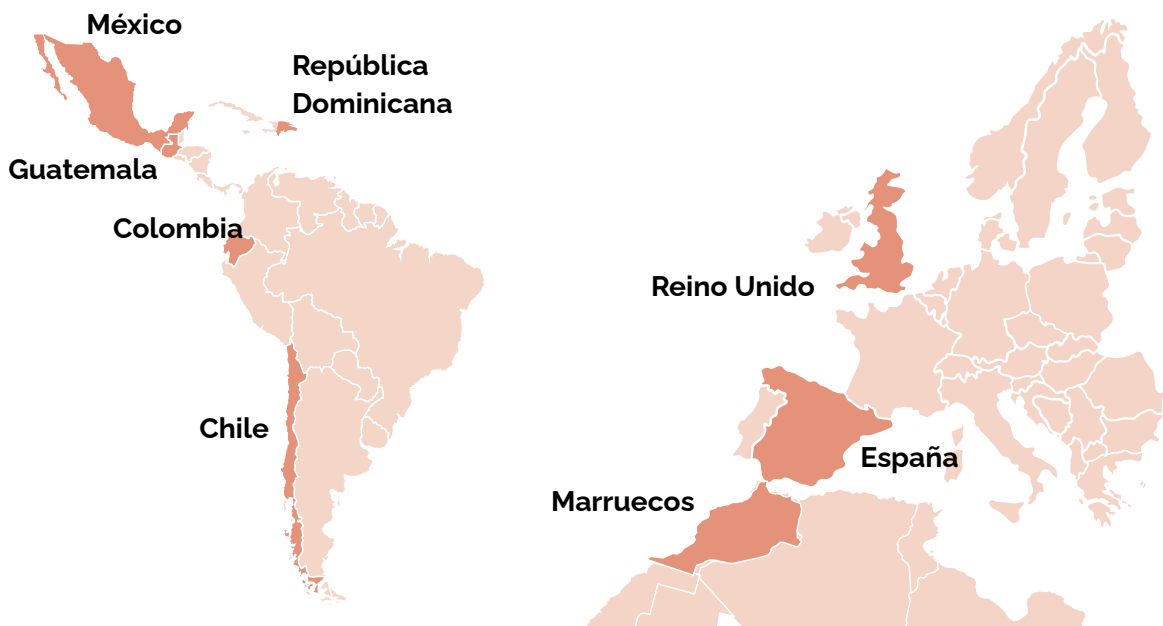 México
República
Dominicana
Guatemala
Colombia
Reino Unido
Chile
España
Marruecos